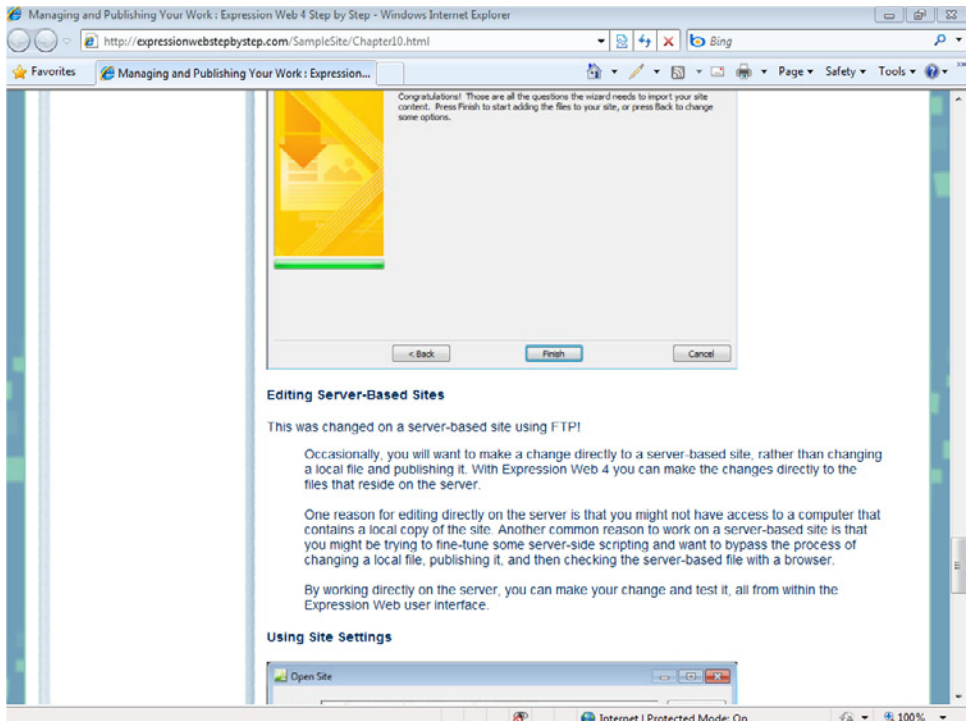 Managing and Publishing Your Work : Expression Web 4 Step by Step - Windows Internet Explorer
http://expressionwebstepbystep.com/SampleSite/Chapter10.html
Bing
Favorites
Managing and Publishing Your Work : Expression...
Page
Safety
Tools
Congratulations! Those are all the questions the wizard needs to import your site
content. Press Finish to start adding the files to your site, or press Back to change
some options.
< Back
Finish
Cancel
Editing Server-Based Sites
This was changed on a server-based site using FTP!
Occasionally, you will want to make a change directly to a server-based site, rather than changing
a local file and publishing it. With Expression Web 4 you can make the changes directly to the
files that reside on the server.
One reason for editing directly on the server is that you might not have access to a computer that
contains a local copy of the site. Another common reason to work on a server-based site is that
you might be trying to fine-tune some server-side scripting and want to bypass the process of
changing a local file, publishing it, and then checking the server-based file with a browser.
By working directly on the server, you can make your change and test it, all from within the
Expression Web user interface.
Using Site Settings
Open Site
Internet | Protected Mode: On
100%